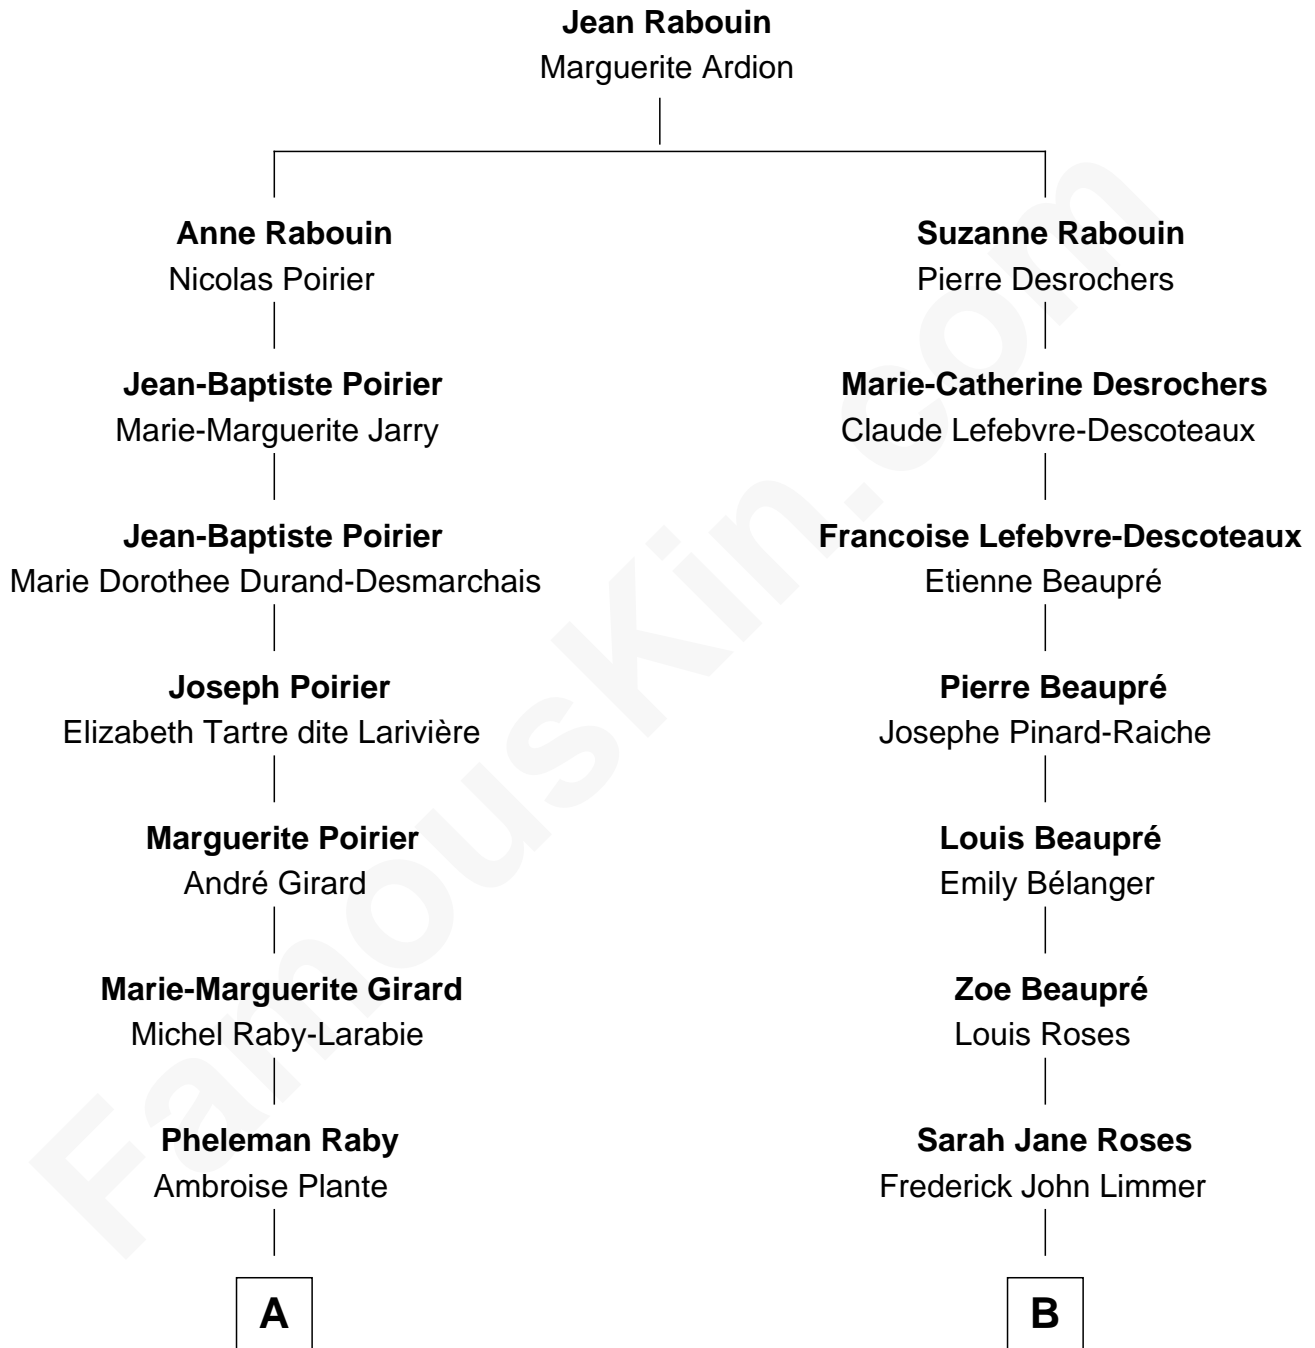 Jean Rabouin
Marguerite Ardion
Anne Rabouin
Nicolas Poirier
Suzanne Rabouin
Pierre Desrochers
Jean-Baptiste Poirier
Marie-Marguerite Jarry
Marie-Catherine Desrochers
Claude Lefebvre-Descoteaux
Jean-Baptiste Poirier
Marie Dorothee Durand-Desmarchais
Francoise Lefebvre-Descoteaux
Etienne Beaupré
Joseph Poirier
Elizabeth Tartre dite Larivière
Pierre Beaupré
Josephe Pinard-Raiche
Marguerite Poirier
André Girard
Louis Beaupré
Emily Bélanger
Marie-Marguerite Girard
Michel Raby-Larabie
Zoe Beaupré
Louis Roses
Pheleman Raby
Ambroise Plante
Sarah Jane Roses
Frederick John Limmer
A
B
FamousKin.com